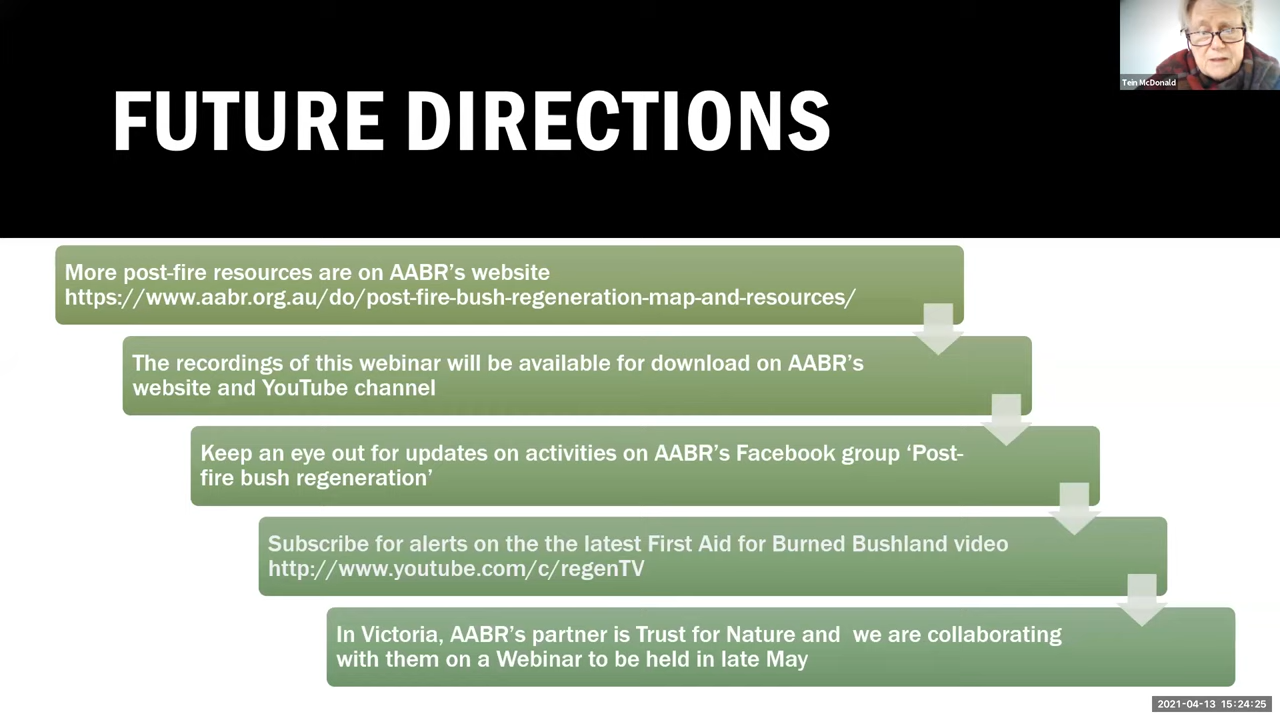 Tein McDonald
FUTURE DIRECTIONS
More post-fire resources are on AABR’s website
https://www.aabr.org.au/do/post-fire-bush-regeneration-map-and-resources/
The recordings of this webinar will be available for download on AABR’s
website and YouTube channel
Keep an eye out for updates on activities on AABR’s Facebook group ‘Post-
fire bush regeneration’
Subscribe for alerts on the the latest First Aid for Burned Bushland video
http://www.youtube.com/c/regenTV
In Victoria, AABR’s partner is Trust for Nature and  we are collaborating
with them on a Webinar to be held in late May
2021-04-13 15:24:25